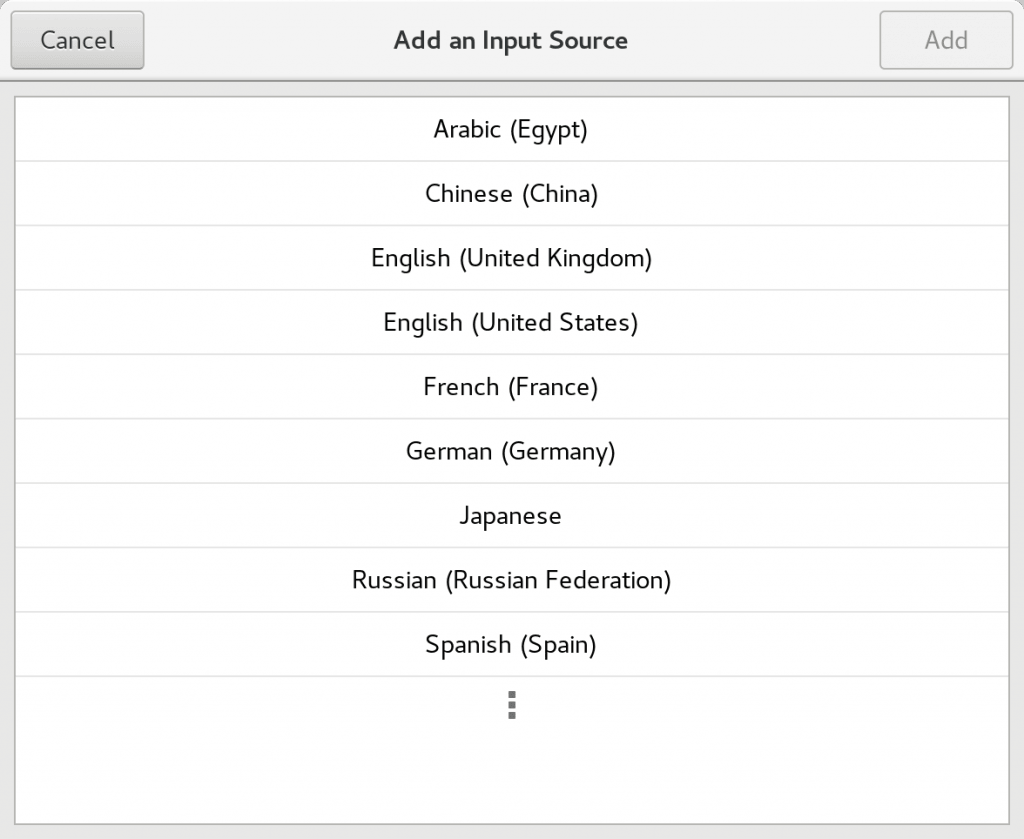 Cancel
Add an Input Source
Add
Arabic (Egypt)
Chinese (China)
English (United Kingdom)
English (United States)
French (France)
German (Germany)
Japanese
Russian (Russian Federation)
Spanish (Spain)